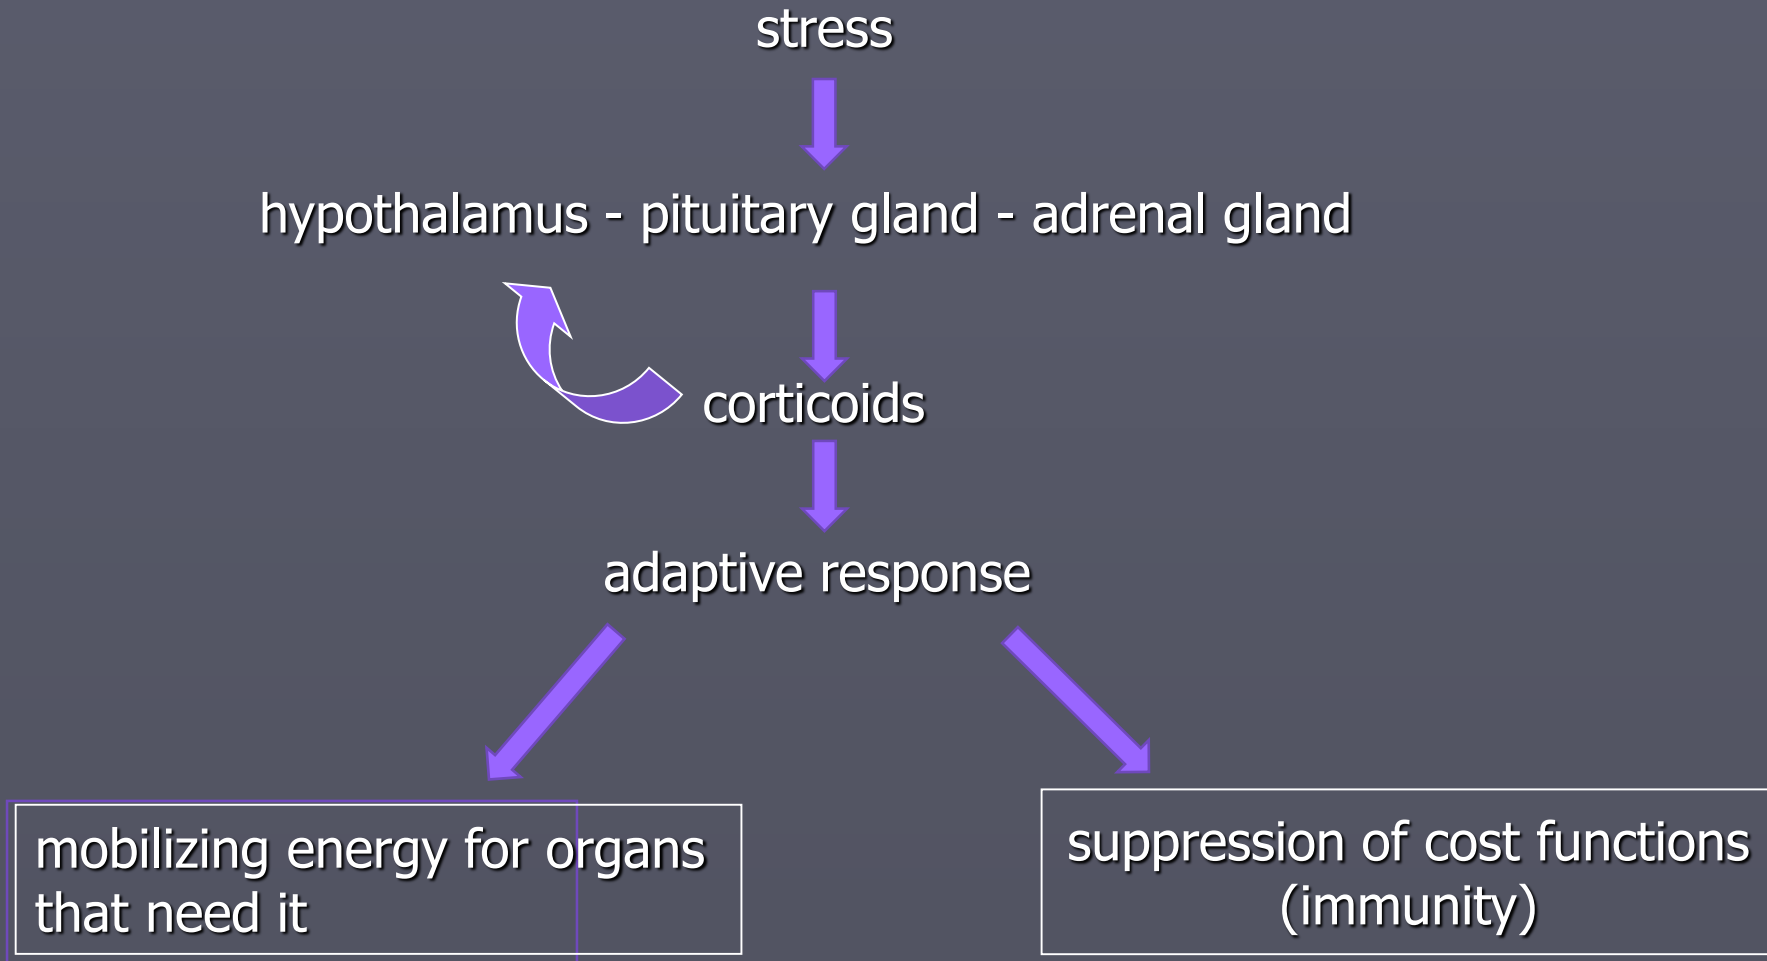 stress
hypothalamus - pituitary gland - adrenal gland
corticoids
adaptive response
mobilizing energy for organs
that need it
suppression of cost functions
(immunity)